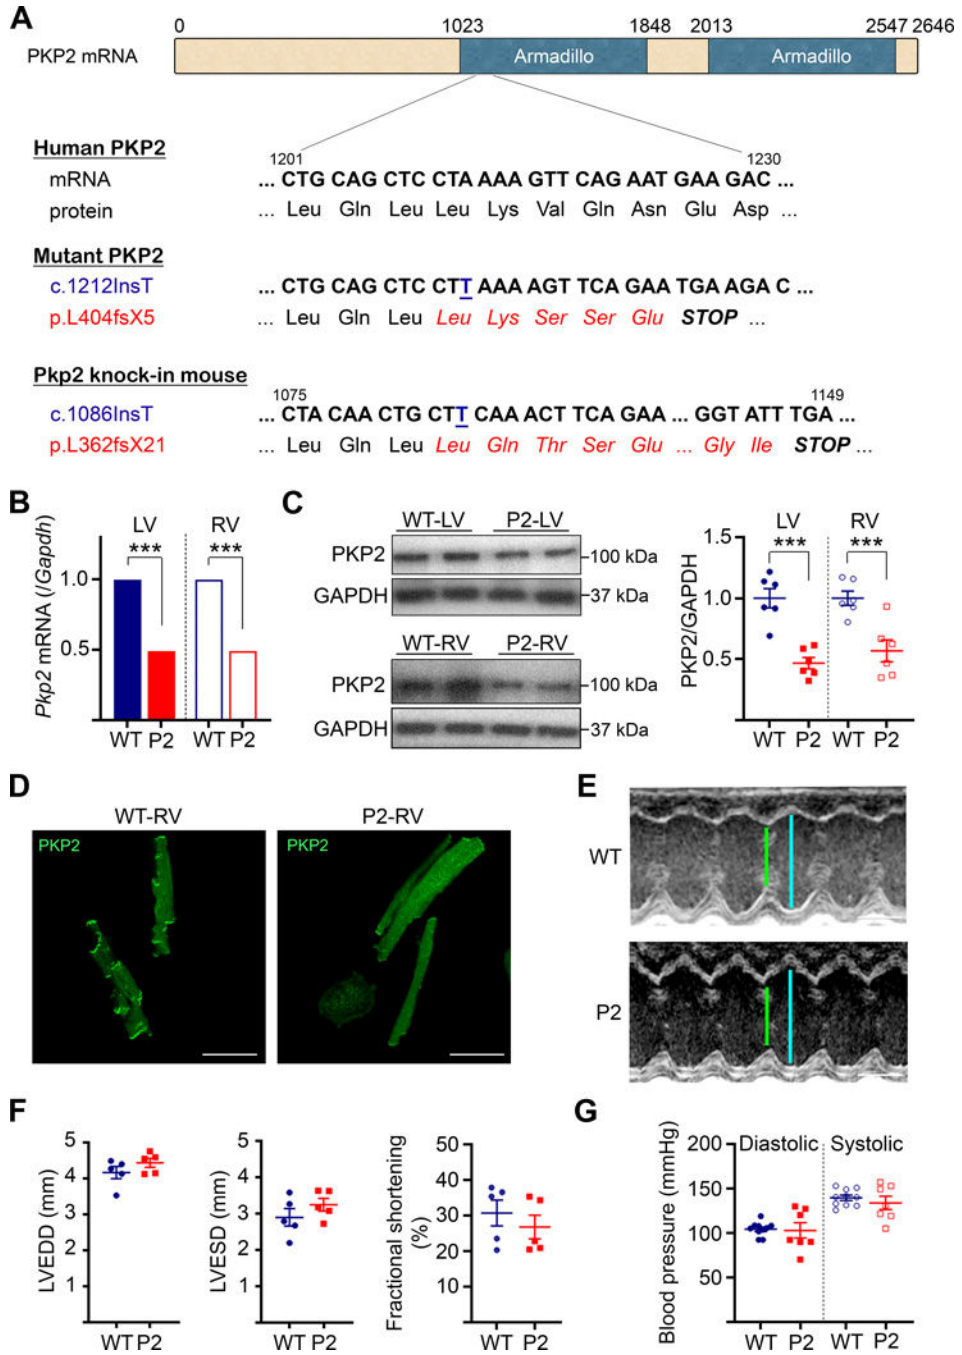 A
0 1023 1848 2013 2547 2646
PKP2 mRNA Armadillo Armadillo
Human PKP2
1201 1230
mRNA ... CTG CAG CTC CTA AAA GTT CAG AAT GAA GAC ...
protein ... Leu Gln Leu Leu Lys Val Gln Asn Glu Asp ...
Mutant PKP2
c.1212InsT ... CTG CAG CTC CTT AAA AGT TCA GAA TGA AGA C ...
p.L404fsX5 ... Leu Gln Leu Leu Lys Ser Ser Glu STOP ...
Pkp2 knock-in mouse
1075 1149
c.1086InsT ... CTA CAA CTG CTT CAA ACT TCA GAA ... GGT ATT TGA ...
p.L362fsX21 ... Leu Gln Leu Leu Gln Thr Ser Glu ... Gly Ile STOP ...
B
LV RV
*** ***
Pkp2 mRNA (/Gapdh)
1.0
0.5
WT P2 WT P2
C
WT-LV P2-LV
PKP2 100 kDa
GAPDH 37 kDa
WT-RV P2-RV
PKP2 100 kDa
GAPDH 37 kDa
PKP2/GAPDH
1.5
1.0
0.5
LV RV
*** ***
WT P2 WT P2
D
WT-RV P2-RV
PKP2 PKP2
E
WT
P2
F
LVEDD (mm)
5
4
3
2
1
WT P2
LVESD (mm)
5
4
3
2
1
WT P2
Fractional shortening
(%)
50
40
30
20
10
WT P2
G
Blood pressure (mmHg)
200
150
100
50
Diastolic Systolic
WT P2 WT P2